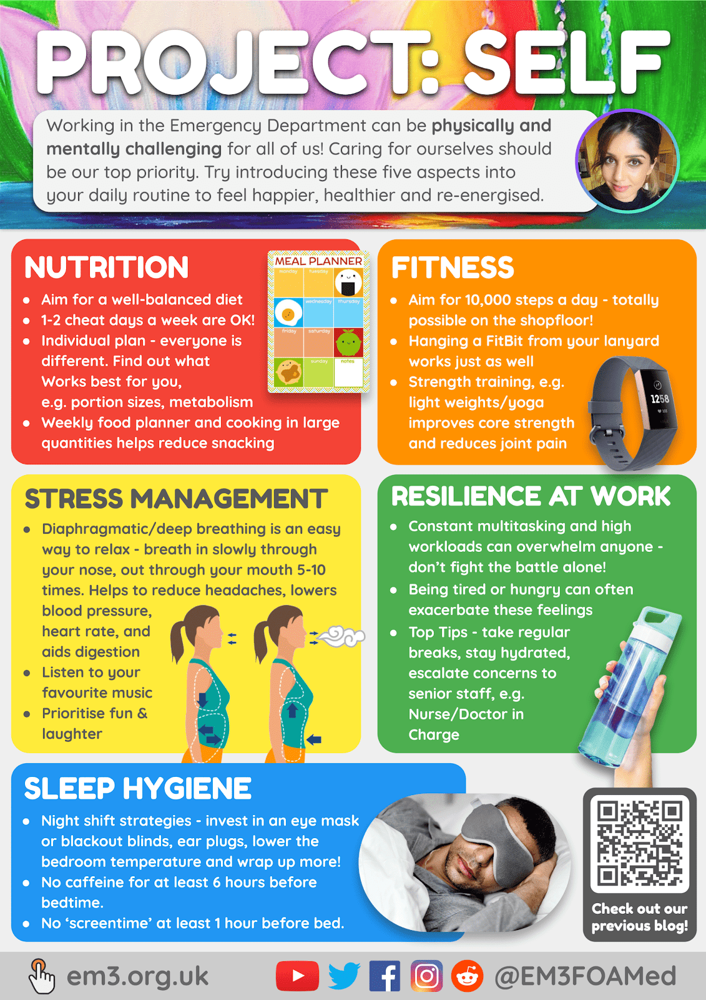 PROJECT: SELF
Working in the Emergency Department can be physically and
mentally challenging for all of us! Caring for ourselves should
be our top priority. Try introducing these five aspects into
your daily routine to feel happier, healthier and re-energised.
NUTRITION
● Aim for a well-balanced diet
● 1-2 cheat days a week are OK!
● Individual plan - everyone is
different. Find out what
Works best for you,
e.g. portion sizes, metabolism
● Weekly food planner and cooking in large
quantities helps reduce snacking
MEAL PLANNER
monday tuesday
wednesday thursday
friday saturday
sunday notes
FITNESS
● Aim for 10,000 steps a day - totally
possible on the shopfloor!
● Hanging a FitBit from your lanyard
works just as well
● Strength training, e.g.
light weights/yoga
improves core strength
and reduces joint pain
1258
103
STRESS MANAGEMENT
● Diaphragmatic/deep breathing is an easy
way to relax - breath in slowly through
your nose, out through your mouth 5-10
times. Helps to reduce headaches, lowers
blood pressure,
heart rate, and
aids digestion
● Listen to your
favourite music
● Prioritise fun &
laughter
RESILIENCE AT WORK
● Constant multitasking and high
workloads can overwhelm anyone -
don't fight the battle alone!
● Being tired or hungry can often
exacerbate these feelings
● Top Tips - take regular
breaks, stay hydrated,
escalate concerns to
senior staff, e.g.
Nurse/Doctor in
Charge
SLEEP HYGIENE
● Night shift strategies - invest in an eye mask
or blackout blinds, ear plugs, lower the
bedroom temperature and wrap up more!
● No caffeine for at least 6 hours before
bedtime.
● No ‘screentime’ at least 1 hour before bed.
Check out our
previous blog!
em3.org.uk
@EM3FOAMed